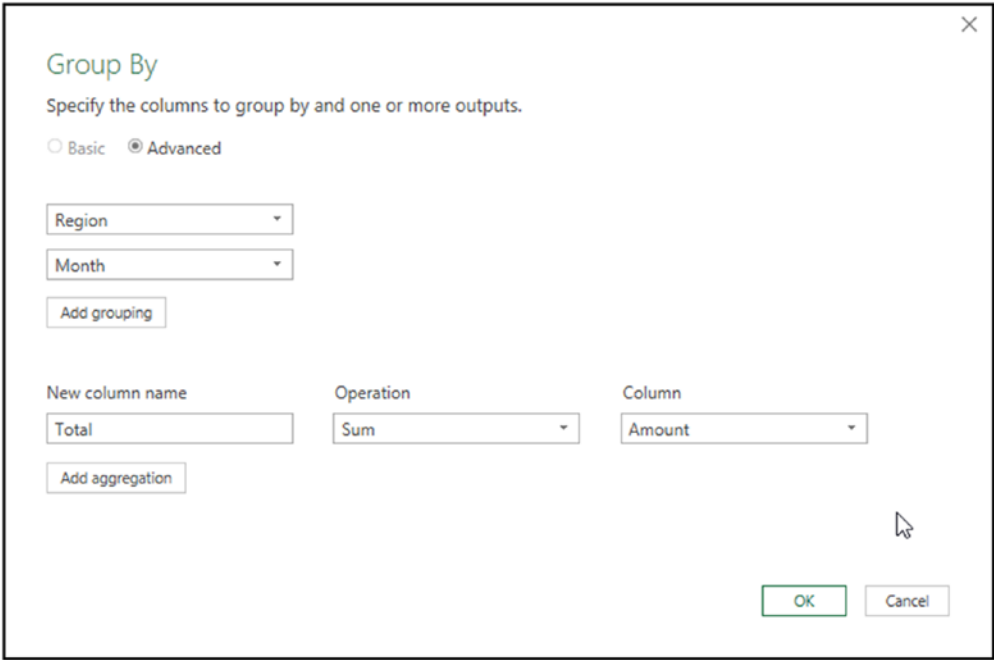 Group By
Specify the columns to group by and one or more outputs.
Basic Advanced
Region
Month
Add grouping
New column name Operation Column
Total Sum Amount
Add aggregation
OK Cancel